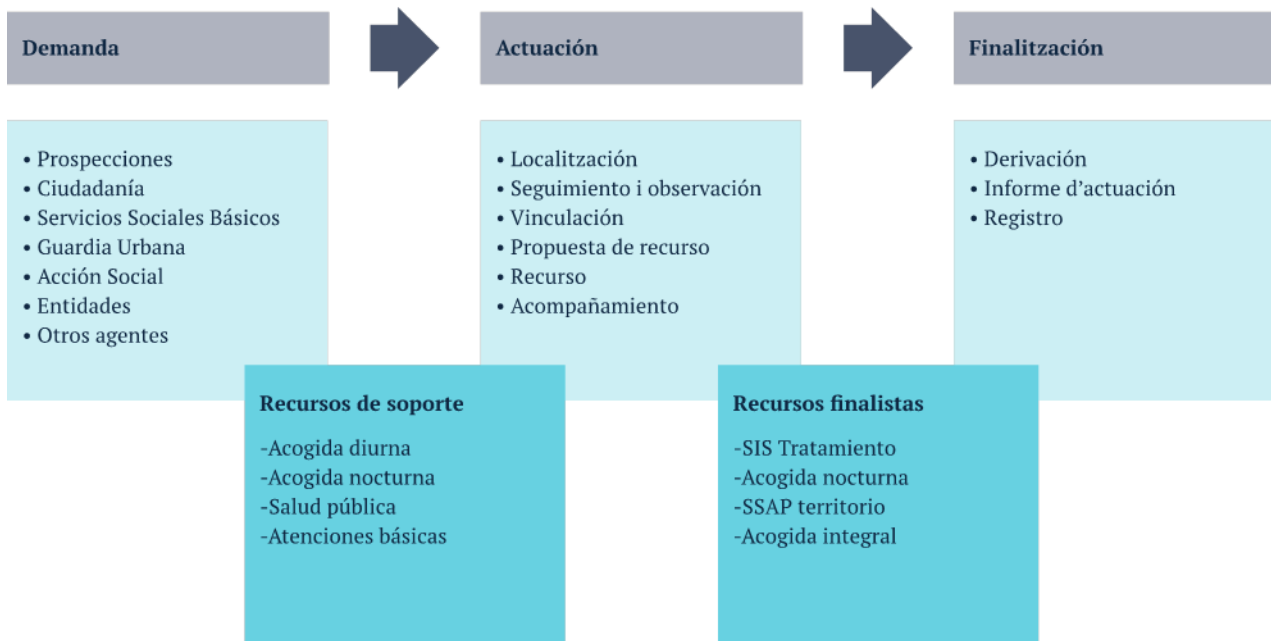 Demanda
Actuación
Finalitzación
• Prospecciones
• Ciudadanía
• Servicios Sociales Básicos
• Guardia Urbana
• Acción Social
• Entidades
• Otros agentes
• Localitzación
• Seguimiento i observación
• Vinculación
• Propuesta de recurso
• Recurso
• Acompañamiento
• Derivación
• Informe d’actuación
• Registro
Recursos de soporte
-Acogida diurna
-Acogida nocturna
-Salud pública
-Atenciones básicas
Recursos finalistas
-SIS Tratamiento
-Acogida nocturna
-SSAP territorio
-Acogida integral